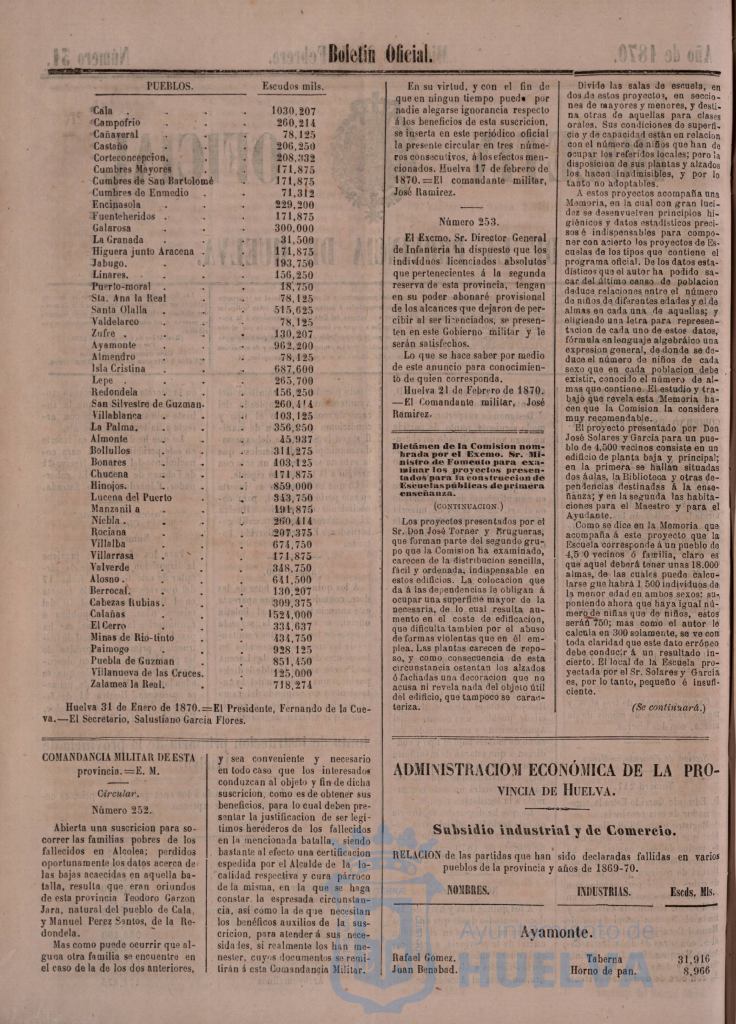 Boletin Oficial.
PUEBLOS. Escudos mils.
Cala . 1030,207
Campofrio . 260,214
Cañaveral . 78,125
Castaño . 206,250
Corteconcepcion. 208,332
Cumbres Mayores 171,875
Cumbres de San Bartolomé 171,875
Cumbres de Enmedio . 71,312
Encinasola . 229,200
Fuenteheridos . 171,875
Galarosa . 300,000
La Granada . 31,500
Higuera junto Aracena . 171,875
Jabugo. 193,750
Linares. 156,250
Puerto-moral . 18,750
Sta. Ana la Real . 78,125
Santa Olalla . 515,625
Valdelarco . 78,125
Zufre . 130,207
Ayamonte . 962,200
Almendro . 78,125
Isla Cristina . 687,600
Lepe . 265,700
Redondela . 156,250
San Silvestre de Guzman. 260,414
Villablanca . 103,125
La Palma. 356,250
Almonte . 45,937
Bollullos . 311,275
Bonares . 103,125
Chucena . 171,875
Hinojos. 859,000
Lucena del Puerto . 343,750
Manzanil a . 191,875
Niebla . 260,414
Rociana . 207,375
Villalba . 674,750
Villarrasa . 171,875
Valverde . 348,750
Alosno. 641,500
Berrocal. 130,207
Cabezas Rubias. 309,375
Calañas . 1524,000
El Cerro . 334,637
Minas de Rio-tinto . 434,750
Paimogo . 928 125
Puebla de Guzman . 851,450
Villanueva de las Cruces. 125,000
Zalamea la Real. 718,274
Huelva 31 de Enero de 1870.=El Presidente, Fernando de la Cue-
va.—El Secretario, Salustiano Garcia Flores.
COMANDANCIA MILITAR DE ESTA
provincia.=E. M.
Circular.
Número 252.
Abierta una suscricion para so-
correr las familias pobres de los
fallecidos en Alcolea; perdidos
oportunamente los datos acerca de
las bajas acaecidas en aquella ba-
talla, resulta que eran oriundos
de esta provincia Teodoro Garzon
Jara, natural del pueblo de Cala,
y Manuel Perez Santos, de la Re-
dondela.
Mas como puede ocurrir que al-
guna otra familia se encuentre en
el caso de la de los dos anteriores,
y sea conveniente y necesario
en todo caso que los interesados
conduzcan al objeto y fin de dicha
suscricion, como es de obtener sus
beneficios, para lo cual deben pre-
sentar la justificacion de ser legí-
timos herederos de los fallecidos
en la mencionada batalla, siendo
bastante al efecto una certificacion
espedida por el Alcalde de la lo-
calidad respectiva y cura párroco
de la misma, en la que se haga
constar la espresada circunstan-
cia, así como la de que necesitan
los benéficos auxilios de la sus-
cricion, para atender á sus nece-
sidades, si realmente los han me-
nester, cuyos documentos se remi-
tirán á esta Comandancia Militar.
En su virtud, y con el fin de
que en ningun tiempo pueda por
nadie alegarse ignorancia respecto
á los beneficios de esta suscricion,
se inserta en este periódico oficial
la presente circular en tres núme-
ros consecutivos, á los efectos men-
cionados. Huelva 17 de febrero de
1870.=El comandante militar,
José Ramirez.
Número 253.
El Excmo. Sr. Director General
de Infanteria ha dispuesto que los
individuos licenciados absolutos
que pertenecientes á la segunda
reserva de esta provincia, tengan
en su poder abonaré provisional
de los alcances que dejaron de per-
cibir al ser licenciados, se presen-
ten en este Gobierno militar y le
serán satisfechos.
Lo que se hace saber por medio
de este anuncio para conocimien-
to de quien corresponda.
Huelva 21 de Febrero de 1870.
—El Comandante militar, José
Ramirez.
Dictámen de la Comision nom-
brada por el Excmo. Sr. Mi-
nistro de Fomento para exa-
minar los proyectos presen-
tados para la construccion de
Escuelas públicas de primera
enseñanza.
(CONTINUACION.)
Los proyectos presentados por el
Sr. Don José Torner y Brugueras,
que forman parte del segundo gru-
po que la Comision ha examinado,
carecen de la distribucion sencilla,
fácil y ordenada, indispensable en
estos edificios. La colocacion que
dá á las dependencias le obligan á
ocupar una superficie mayor de la
necesaria, de lo cual resulta au-
mento en el coste de edificacion,
que dificulta tambien por el abuso
de formas violentas que en él em-
plea. Las plantas carecen de repo-
so, y como consecuencia de esta
circunstancia ostentan los alzados
ó fachadas una decoracion que no
acusa ni revela nada del objeto útil
del edificio, que tampoco se carac-
teriza.
Divide las salas de escuela, en
dos de estos proyectos, en seccio-
nes de mayores y menores, y desti-
na otras de aquellas para clases
orales. Sus condiciones de superfi-
cie y de capacidad están en relacion
con el número de niños que han de
ocupar los referidos locales; pero la
disposicion de sus plantas y alzados
los hacen inadmisibles, y por lo
tanto no adoptables.
A estos proyectos acompaña una
Memoria, en la cual con gran luci-
dez se desenvuelven principios hi-
giénicos y datos estadísticos preci-
sos é indispensables para compo-
ner con acierto los proyectos de Es-
cuelas de los tipos que contiene el
programa oficial. De los datos esta-
dísticos que el autor ha podido sa-
car del último censo de poblacion
deduce relaciones entre el número
de niños de diferentes edades y el de
almas en cada una de aquellas; y
eligiendo una letra para represen-
tacion de cada uno de estos datos,
fórmula en lenguaje algebráico una
expresion general, de donde se de-
duce el número de niños de cada
sexo que en cada poblacion debe
existir, conocido el número de al-
mas que contiene. El estudio y tra-
bajo que revela esta Memoria ha-
cen que la Comision la considere
muy recomendable.
El proyecto presentado por Don
José Solares y García para un pue-
blo de 4,500 vecinos consiste en un
edificio de planta baja y principal;
en la primera se hallan situadas
dos aulas, la Biblioteca y otras de-
pendencias destinadas á la ense-
ñanza; y en la segunda las habita-
ciones para el Maestro y para el
Ayudante.
Como se dice en la Memoria que
acompaña á este proyecto que la
Escuela corresponde á un pueblo de
4,5 0 vecinos ó familia, claro es
que aquel deberá tener unas 18.000
almas, de las cuales puede calcu-
larse que habrá 1 500 individuos de
la menor edad en ambos sexos: su-
poniendo ahora que haya igual nú-
mero de niñas que de niños, estos
serán 750; mas como el autor le
calcula en 300 solamente, se ve con
toda claridad que este dato erróneo
debe conducir á un resultado in-
cierto. El local de la Escuela pro-
yectada por el Sr. Solares y García
es, por lo tanto, pequeño é insufi-
ciente.
(Se continuará.)
ADMINISTRACIOM ECONÓMICA DE LA PRO-
VINCIA DE HUELVA.
Subsidio industrial y de Comercio.
RELACION de las partidas que han sido declaradas fallidas en varios
pueblos de la provincia y años de 1869-70.
NOMBRES. INDUSTRIAS. Escds. Mls.
Ayamonte.
Rafael Gomez. Taberna 31,916
Juan Benabad. Horno de pan. 8,966
Ayuntamiento de
HUELVA